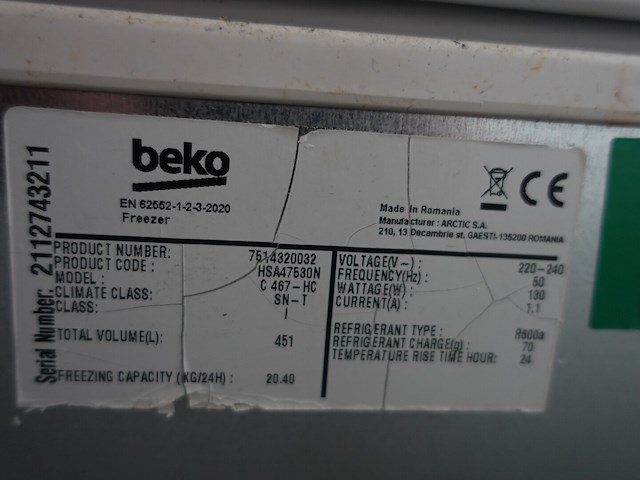 beko
EN 62552-1-2-3-2020
Freezer
Made in Romania
Manufacturer : ARCTIC S.A.
210, 13 Decembrie st. GAESTI-135200 ROMANIA
CE
Serial Number: 2112743211
PRODUCT NUMBER: 7514320032
PRODUCT CODE : HSA47530N
MODEL : C 467-HC
CLIMATE CLASS: SN-T
CLASS: I
TOTAL VOLUME(L): 451
FREEZING CAPACITY (KG/24H) : 20.40
VOLTAGE(V~) : 220-240
FREQUENCY(Hz) : 50
WATTAGE(W) : 130
CURRENT(A) : 1.1
REFRIGERANT TYPE : R600a
REFRIGERANT CHARGE(g) : 70
TEMPERATURE RISE TIME HOUR: 24